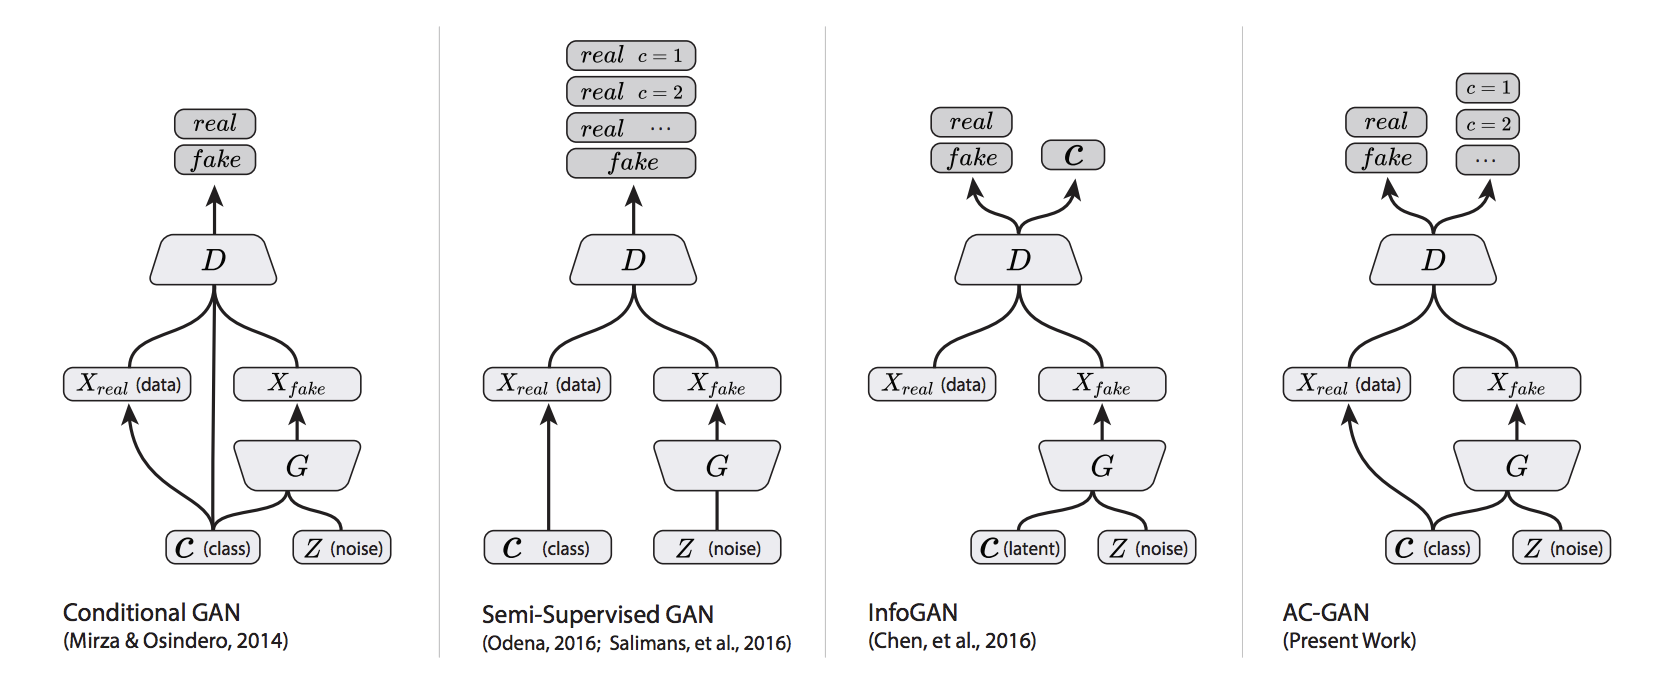 real
fake
D
X_real (data)
X_fake
G
C (class)
Z (noise)
Conditional GAN
(Mirza & Osindero, 2014)
real c = 1
real c = 2
real ...
fake
D
X_real (data)
X_fake
G
C (class)
Z (noise)
Semi-Supervised GAN
(Odena, 2016; Salimans, et al., 2016)
real
fake
C
D
X_real (data)
X_fake
G
C (latent)
Z (noise)
InfoGAN
(Chen, et al., 2016)
real
fake
c = 1
c = 2
...
D
X_real (data)
X_fake
G
C (class)
Z (noise)
AC-GAN
(Present Work)